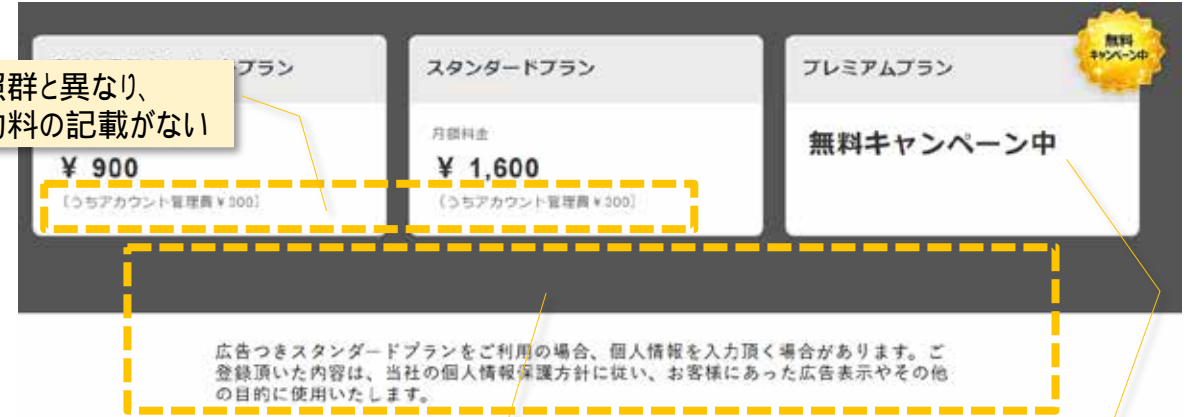 無料
キャンペーン中
プラン
スタンダードプラン
プレミアムプラン
照群と異なり、
料の記載がない
月額料金
無料キャンペーン中
¥ 900
¥ 1,600
(うちアカウント管理費¥300)
(うちアカウント管理費¥300)
広告つきスタンダードプランをご利用の場合、個人情報を入力頂く場合があります。ご
登録頂いた内容は、当社の個人情報保護方針に従い、お客様にあった広告表示やその他
の目的に使用いたします。